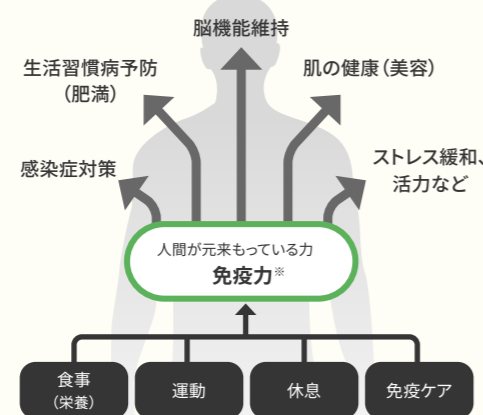 脳機能維持
生活習慣病予防
（肥満）
肌の健康（美容）
感染症対策
ストレス緩和、
活力など
人間が元来もっている力
免疫力※
食事
（栄養）
運動
休息
免疫ケア